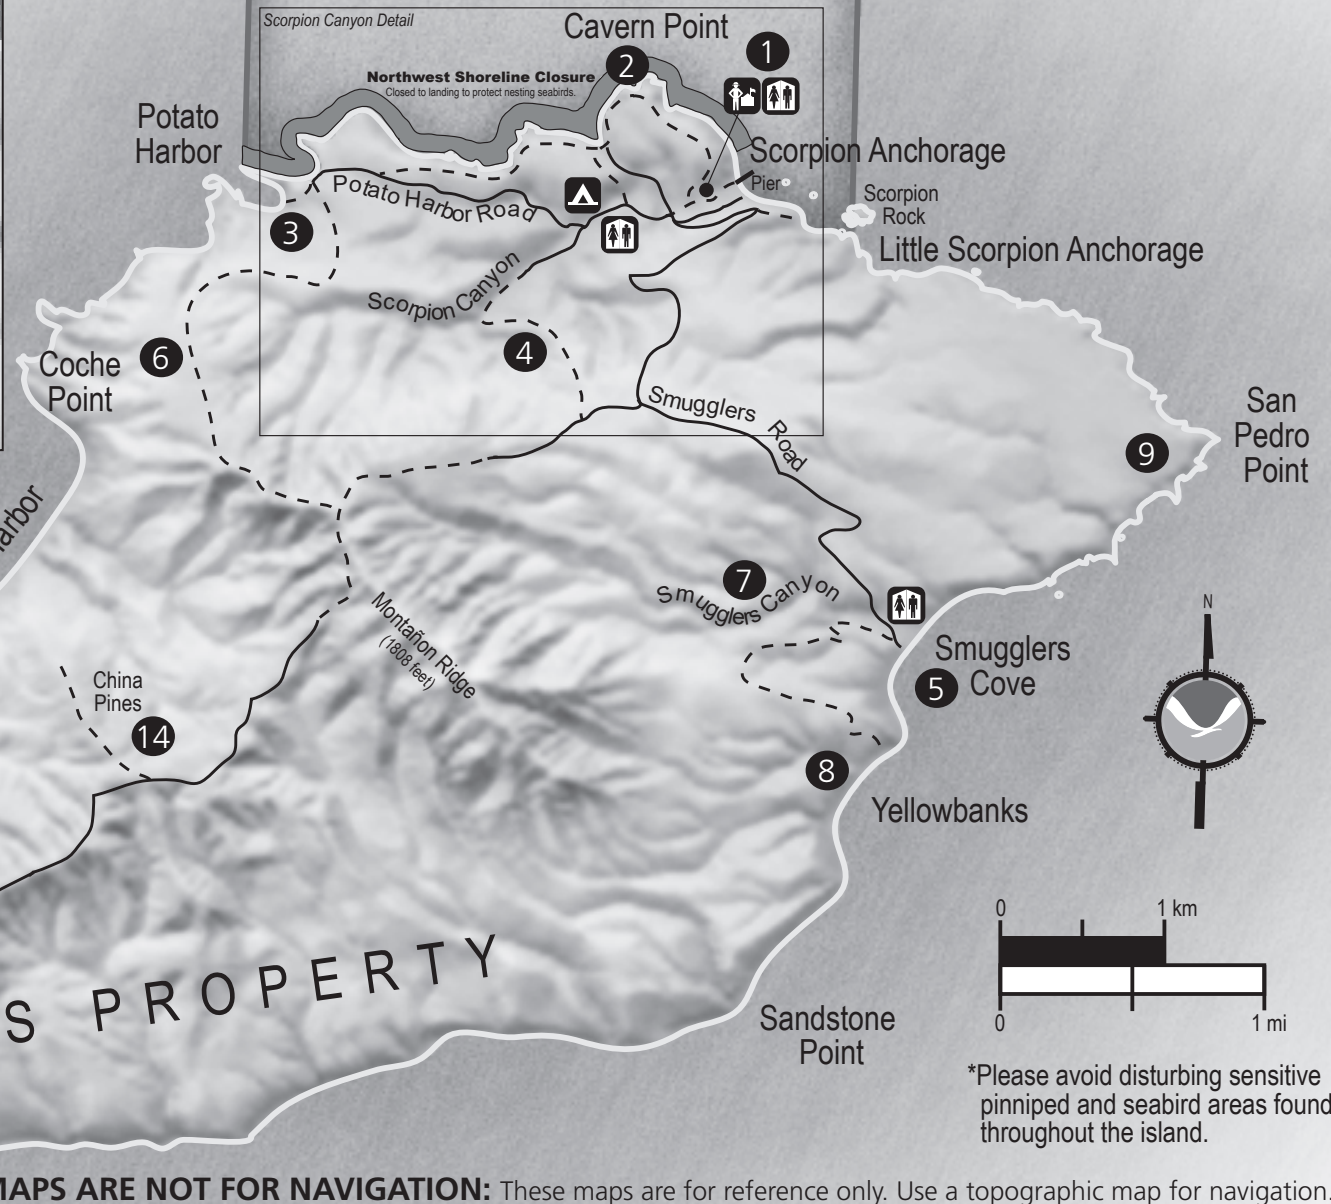 Scorpion Canyon Detail
Cavern Point
1
2
Northwest Shoreline Closure
Closed to landing to protect nesting seabirds.
Potato
Harbor
Scorpion Anchorage
Pier
Scorpion
Rock
Potato Harbor Road
3
Little Scorpion Anchorage
Scorpion Canyon
4
6
Coche
Point
Smugglers Road
San
Pedro
Point
9
arbor
7
Smugglers Canyon
Montañon Ridge
(1808 feet)
N
Smugglers
Cove
5
China
Pines
14
8
Yellowbanks
S PROPERTY
0 1 km
0 1 mi
Sandstone
Point
*Please avoid disturbing sensitive
pinniped and seabird areas found
throughout the island.
MAPS ARE NOT FOR NAVIGATION: These maps are for reference only. Use a topographic map for navigation